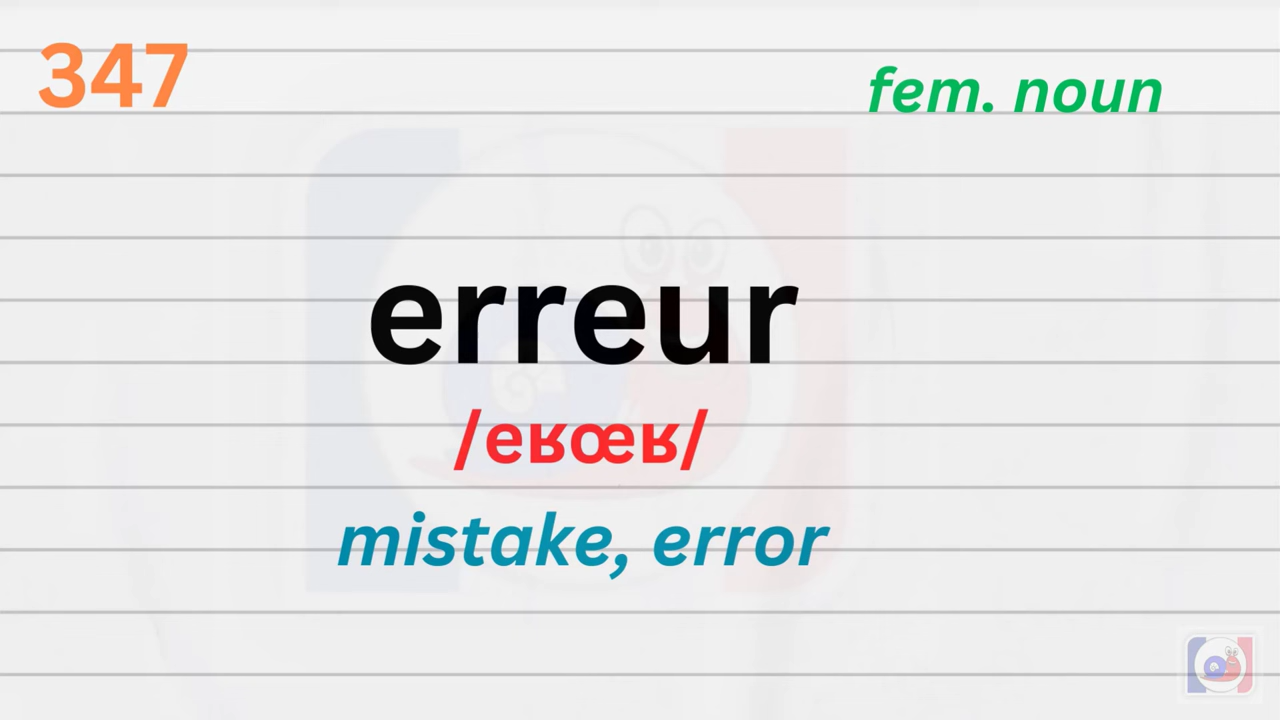 347
fem. noun
erreur
/eʀœʀ/
mistake, error